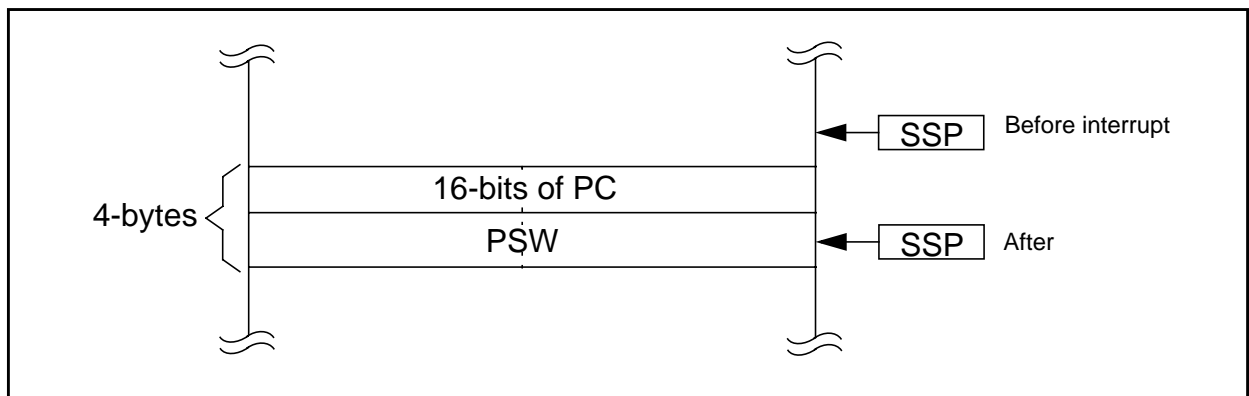 SSP Before interrupt
16-bits of PC
4-bytes
PSW
SSP After